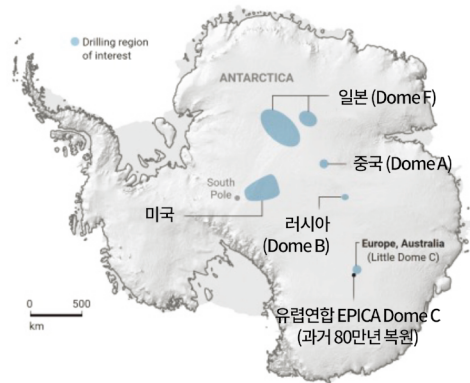 Drilling region
of interest
ANTARCTICA
일본 (Dome F)
중국 (Dome A)
South
Pole
미국
러시아
(Dome B)
Europe, Australia
(Little Dome C)
0 500
km
유렵연합 EPICA Dome C
(과거 80만년 복원)